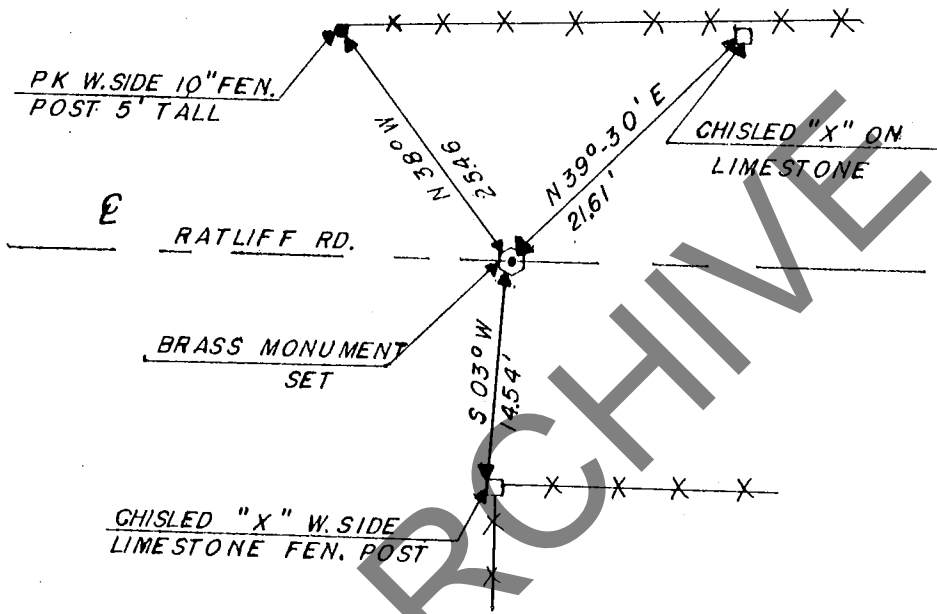 PK W. SIDE 10" FEN.
POST 5' TALL
N 38° W
25.46
N 39°-30' E
21.61'
CHISLED "X" ON
LIMESTONE
℄
RATLIFF RD.
BRASS MONUMENT
SET
S 03° W
14.54'
CHISLED "X" W. SIDE
LIMESTONE FEN. POST
RCHIVE